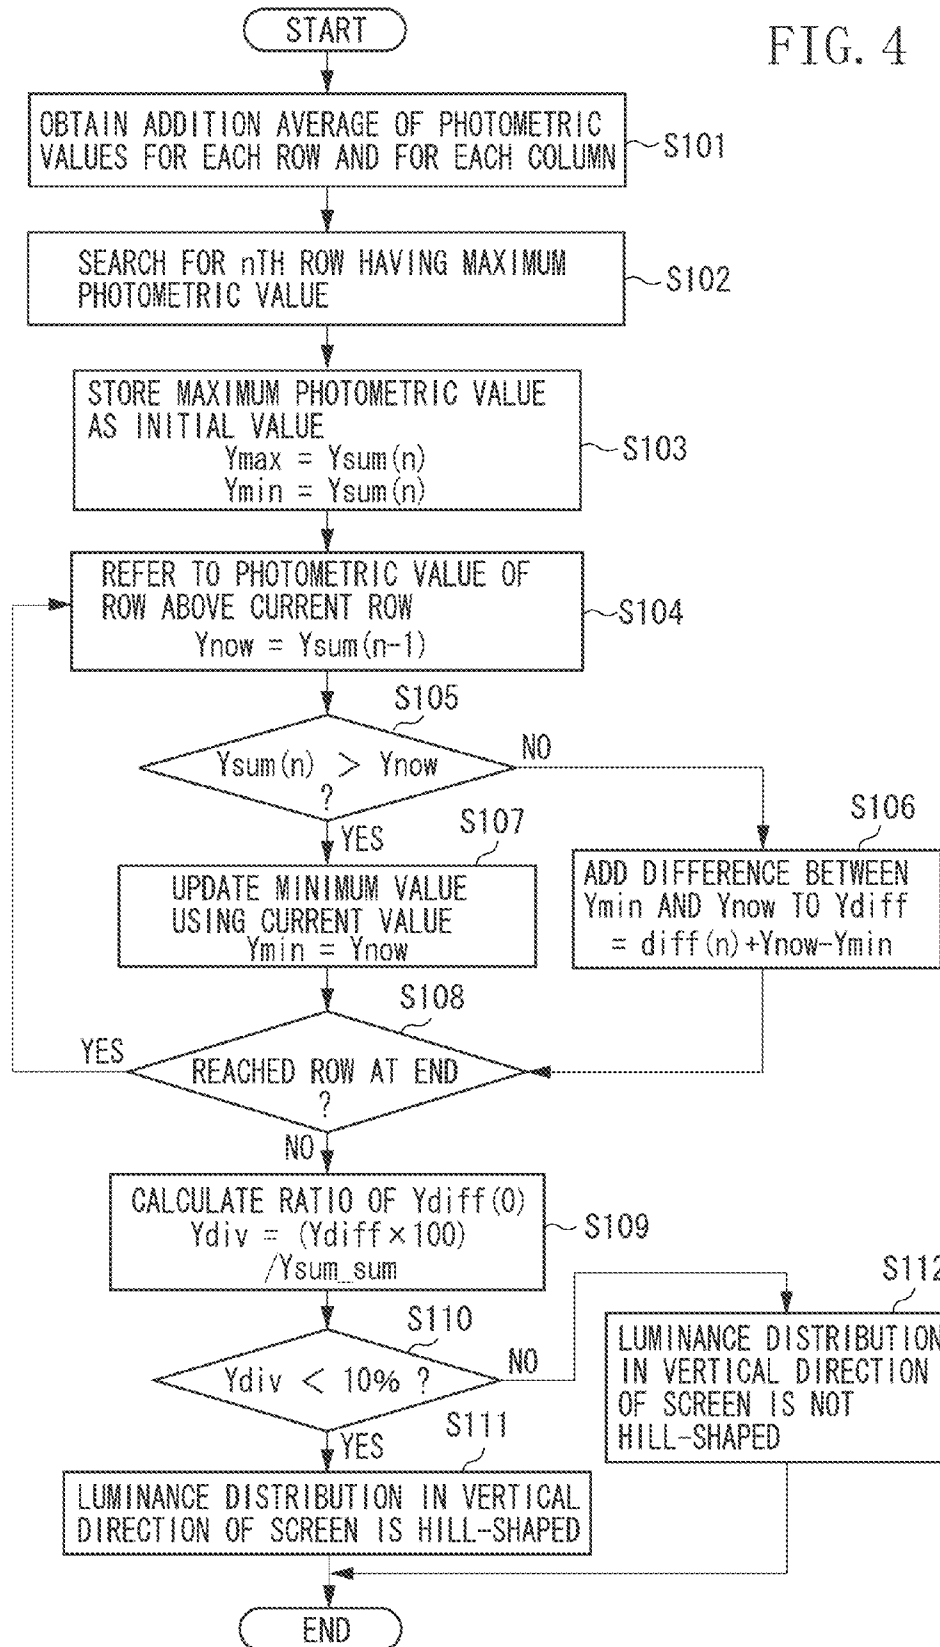 START
FIG. 4
OBTAIN ADDITION AVERAGE OF PHOTOMETRIC
VALUES FOR EACH ROW AND FOR EACH COLUMN
S101
SEARCH FOR nTH ROW HAVING MAXIMUM
PHOTOMETRIC VALUE
S102
STORE MAXIMUM PHOTOMETRIC VALUE
AS INITIAL VALUE
Ymax = Ysum(n)
Ymin = Ysum(n)
S103
REFER TO PHOTOMETRIC VALUE OF
ROW ABOVE CURRENT ROW
Ynow = Ysum(n-1)
S104
S105
Ysum(n) > Ynow
?
NO
YES
S106
ADD DIFFERENCE BETWEEN
Ymin AND Ynow TO Ydiff
= diff(n)+Ynow-Ymin
S107
UPDATE MINIMUM VALUE
USING CURRENT VALUE
Ymin = Ynow
S108
REACHED ROW AT END
?
YES
NO
CALCULATE RATIO OF Ydiff(0)
Ydiv = (Ydiff×100)
/Ysum_sum
S109
S110
Ydiv < 10% ?
NO
YES
S112
LUMINANCE DISTRIBUTION
IN VERTICAL DIRECTION
OF SCREEN IS NOT
HILL-SHAPED
S111
LUMINANCE DISTRIBUTION IN VERTICAL
DIRECTION OF SCREEN IS HILL-SHAPED
END